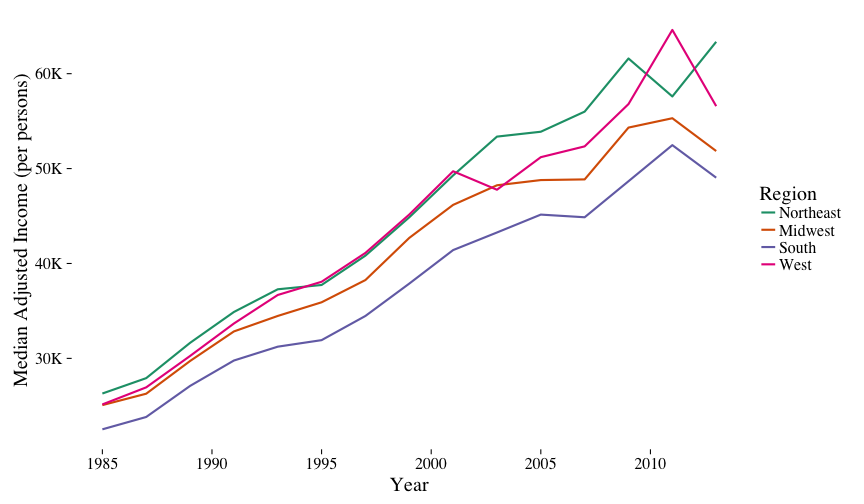 Median Adjusted Income (per persons)
60K
50K
40K
30K
1985 1990 1995 2000 2005 2010
Year
Region
Northeast
Midwest
South
West